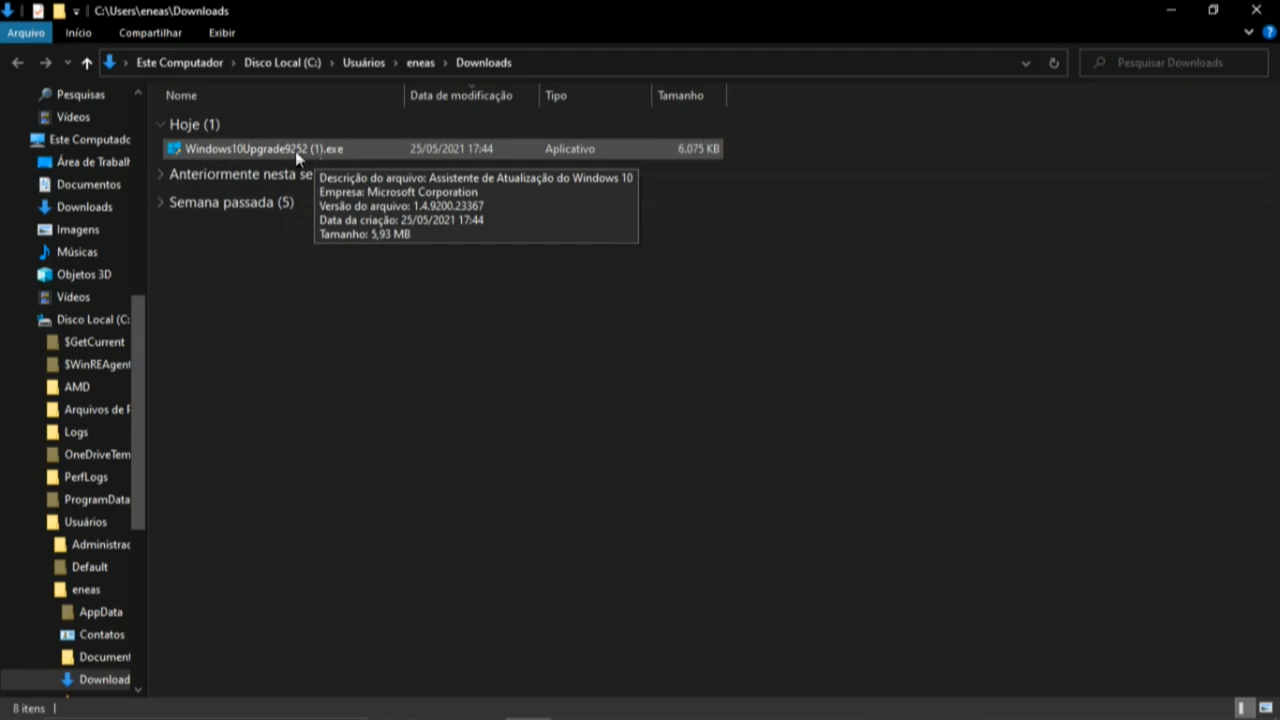 C:\Users\eneas\Downloads
Arquivo Início Compartilhar Exibir
Este Computador Disco Local (C:) Usuários eneas Downloads
Pesquisar Downloads
Nome Data de modificação Tipo Tamanho
Hoje (1)
Windows10Upgrade9252 (1).exe 25/05/2021 17:44 Aplicativo 6.075 KB
Anteriormente nesta se
Semana passada (5)
Descrição do arquivo: Assistente de Atualização do Windows 10
Empresa: Microsoft Corporation
Versão do arquivo: 1.4.9200.23367
Data da criação: 25/05/2021 17:44
Tamanho: 5,93 MB
Pesquisas
Vídeos
Este Computado
Área de Trabalh
Documentos
Downloads
Imagens
Músicas
Objetos 3D
Vídeos
Disco Local (C:
$GetCurrent
$WinREAgent
AMD
Arquivos de P
Logs
OneDriveTem
PerfLogs
ProgramData
Usuários
Administrac
Default
eneas
AppData
Contatos
Document
Download
8 itens